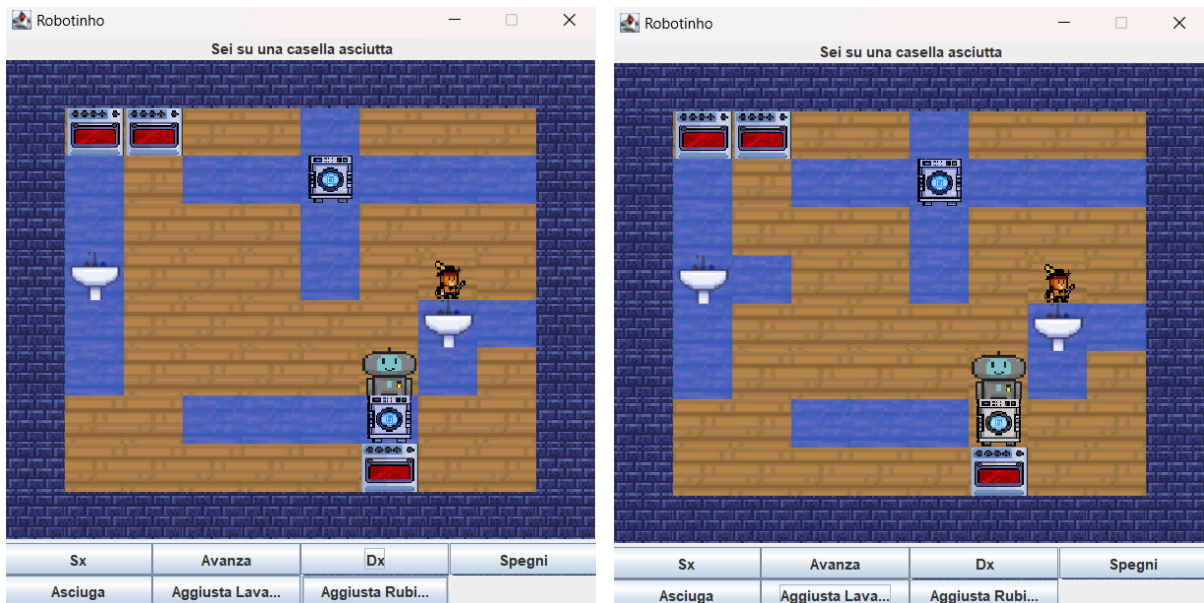 Robotinho
Sei su una casella asciutta
Sx Avanza Dx Spegni
Asciuga Aggiusta Lava... Aggiusta Rubi...
Robotinho
Sei su una casella asciutta
Sx Avanza Dx Spegni
Asciuga Aggiusta Lava... Aggiusta Rubi...